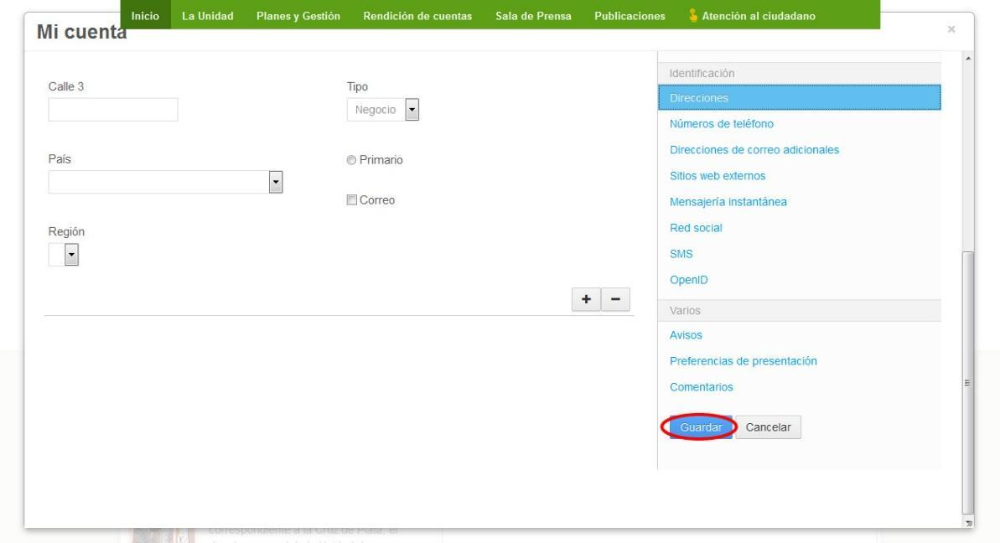 Inicio La Unidad Planes y Gestión Rendición de cuentas Sala de Prensa Publicaciones Atención al ciudadano
Mi cuenta
×
Calle 3
Tipo
Negocio
País
Primario
Correo
Región
+ −
Identificación
Direcciones
Números de teléfono
Direcciones de correo adicionales
Sitios web externos
Mensajería instantánea
Red social
SMS
OpenID
Varios
Avisos
Preferencias de presentación
Comentarios
Guardar Cancelar
correspondiente a la Cruz de Plata, el